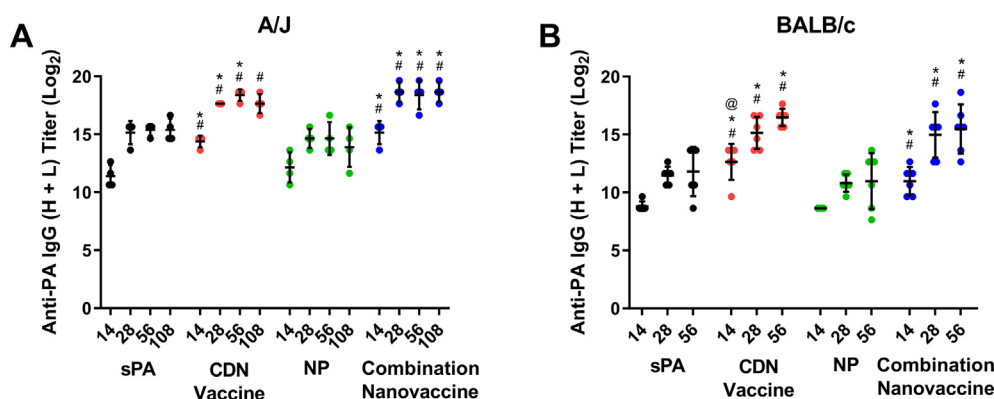 A
A/J
Anti-PA IgG (H + L) Titer (Log2)
20
15
10
5
0
* #
* #
* #
#
* #
* #
* #
* #
14 28 56 108
14 28 56 108
14 28 56 108
14 28 56 108
sPA
CDN
Vaccine
NP
Combination
Nanovaccine
B
BALB/c
Anti-PA IgG (H + L) Titer (Log2)
20
15
10
5
0
@
* #
* #
* #
* #
* #
* #
14 28 56
14 28 56
14 28 56
14 28 56
sPA
CDN
Vaccine
NP
Combination
Nanovaccine